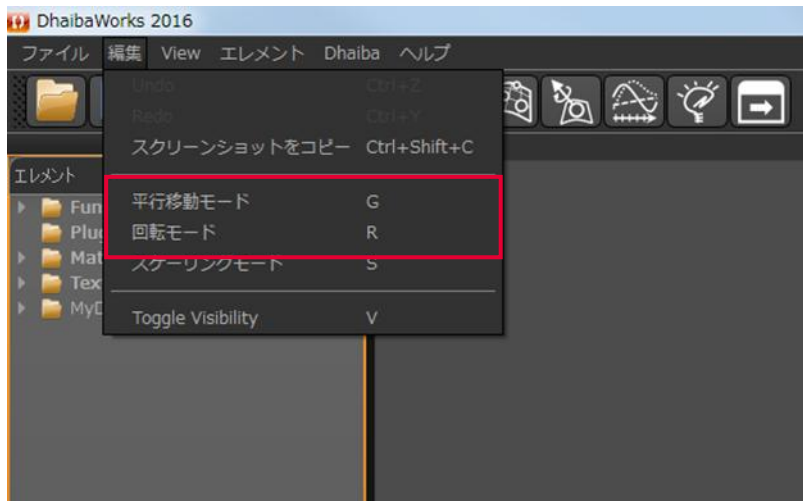 DhaibaWorks 2016
ファイル 編集 View エレメント Dhaiba ヘルプ
Undo Ctrl+Z
Redo Ctrl+Y
スクリーンショットをコピー Ctrl+Shift+C
エレメント
平行移動モード G
Fun
回転モード R
Plug
スケーリングモード S
Mat
Tex
MyD
Toggle Visibility V